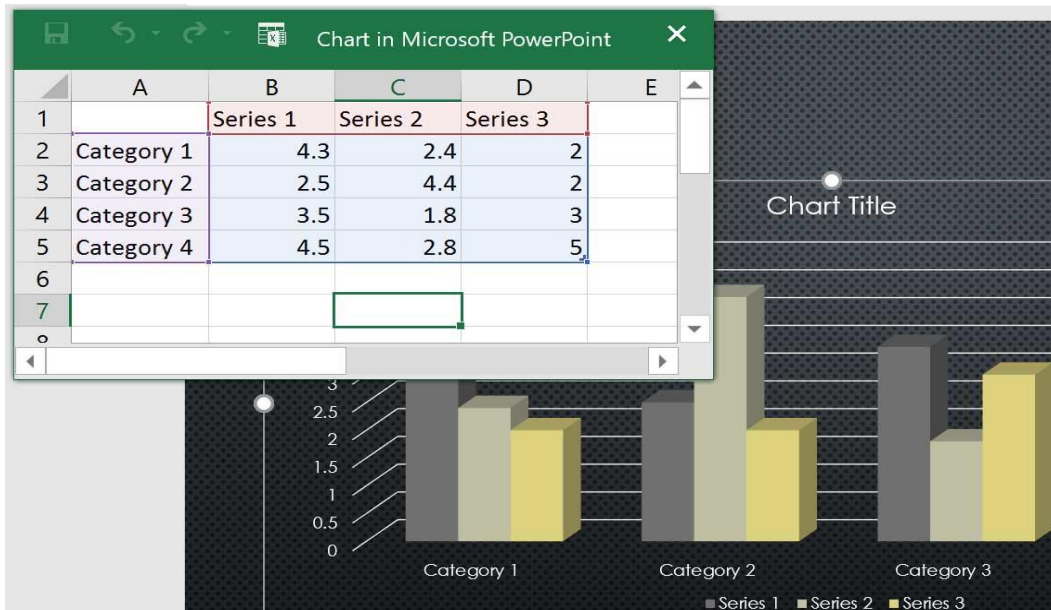 Chart in Microsoft PowerPoint
A B C D E
1 Series 1 Series 2 Series 3
2 Category 1 4.3 2.4 2
3 Category 2 2.5 4.4 2
4 Category 3 3.5 1.8 3
5 Category 4 4.5 2.8 5
6
7
Chart Title
3
2.5
2
1.5
1
0.5
0
Category 1 Category 2 Category 3
Series 1 Series 2 Series 3